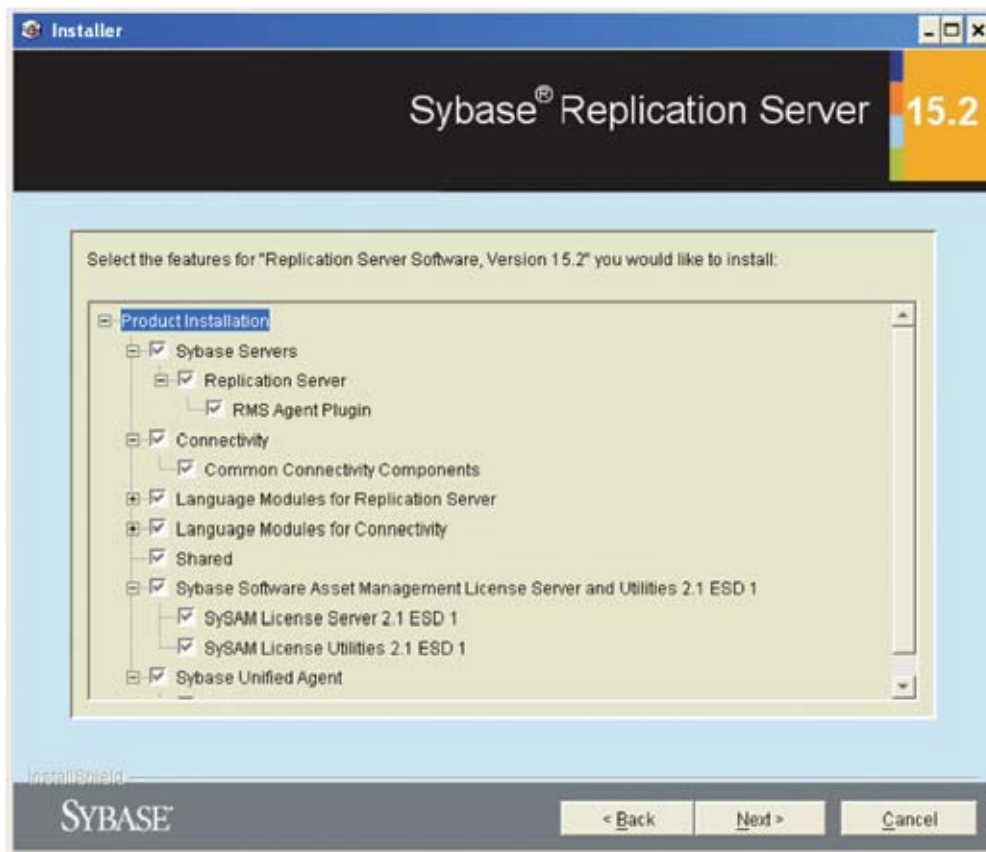 Installer
Sybase® Replication Server 15.2
Select the features for "Replication Server Software, Version 15.2" you would like to install:
Product Installation
Sybase Servers
Replication Server
RMS Agent Plugin
Connectivity
Common Connectivity Components
Language Modules for Replication Server
Language Modules for Connectivity
Shared
Sybase Software Asset Management License Server and Utilities 2.1 ESD 1
SySAM License Server 2.1 ESD 1
SySAM License Utilities 2.1 ESD 1
Sybase Unified Agent
InstallShield
SYBASE
< Back
Next >
Cancel